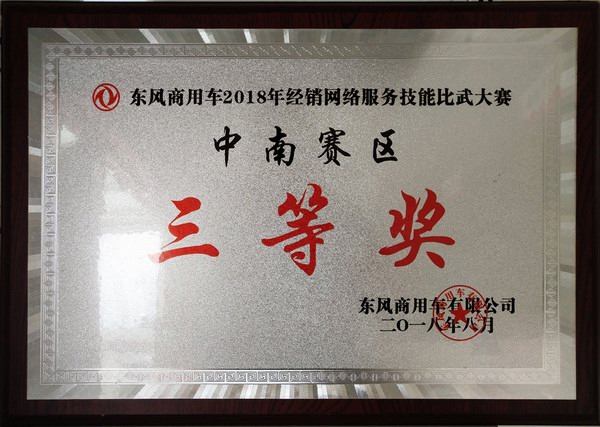 东风商用车2018年经销网络服务技能比武大赛
中南赛区
三等奖
东风商用车有限公司
二〇一八年八月